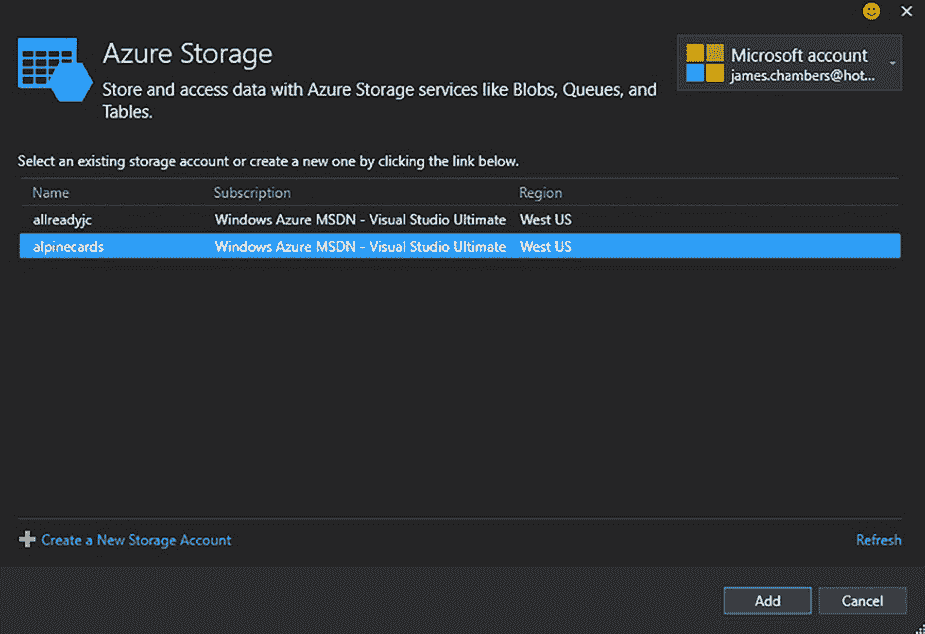 Azure Storage
Store and access data with Azure Storage services like Blobs, Queues, and
Tables.
Microsoft account
james.chambers@hot...
Select an existing storage account or create a new one by clicking the link below.
Name Subscription Region
allreadyjc Windows Azure MSDN - Visual Studio Ultimate West US
alpinecards Windows Azure MSDN - Visual Studio Ultimate West US
Create a New Storage Account Refresh
Add Cancel